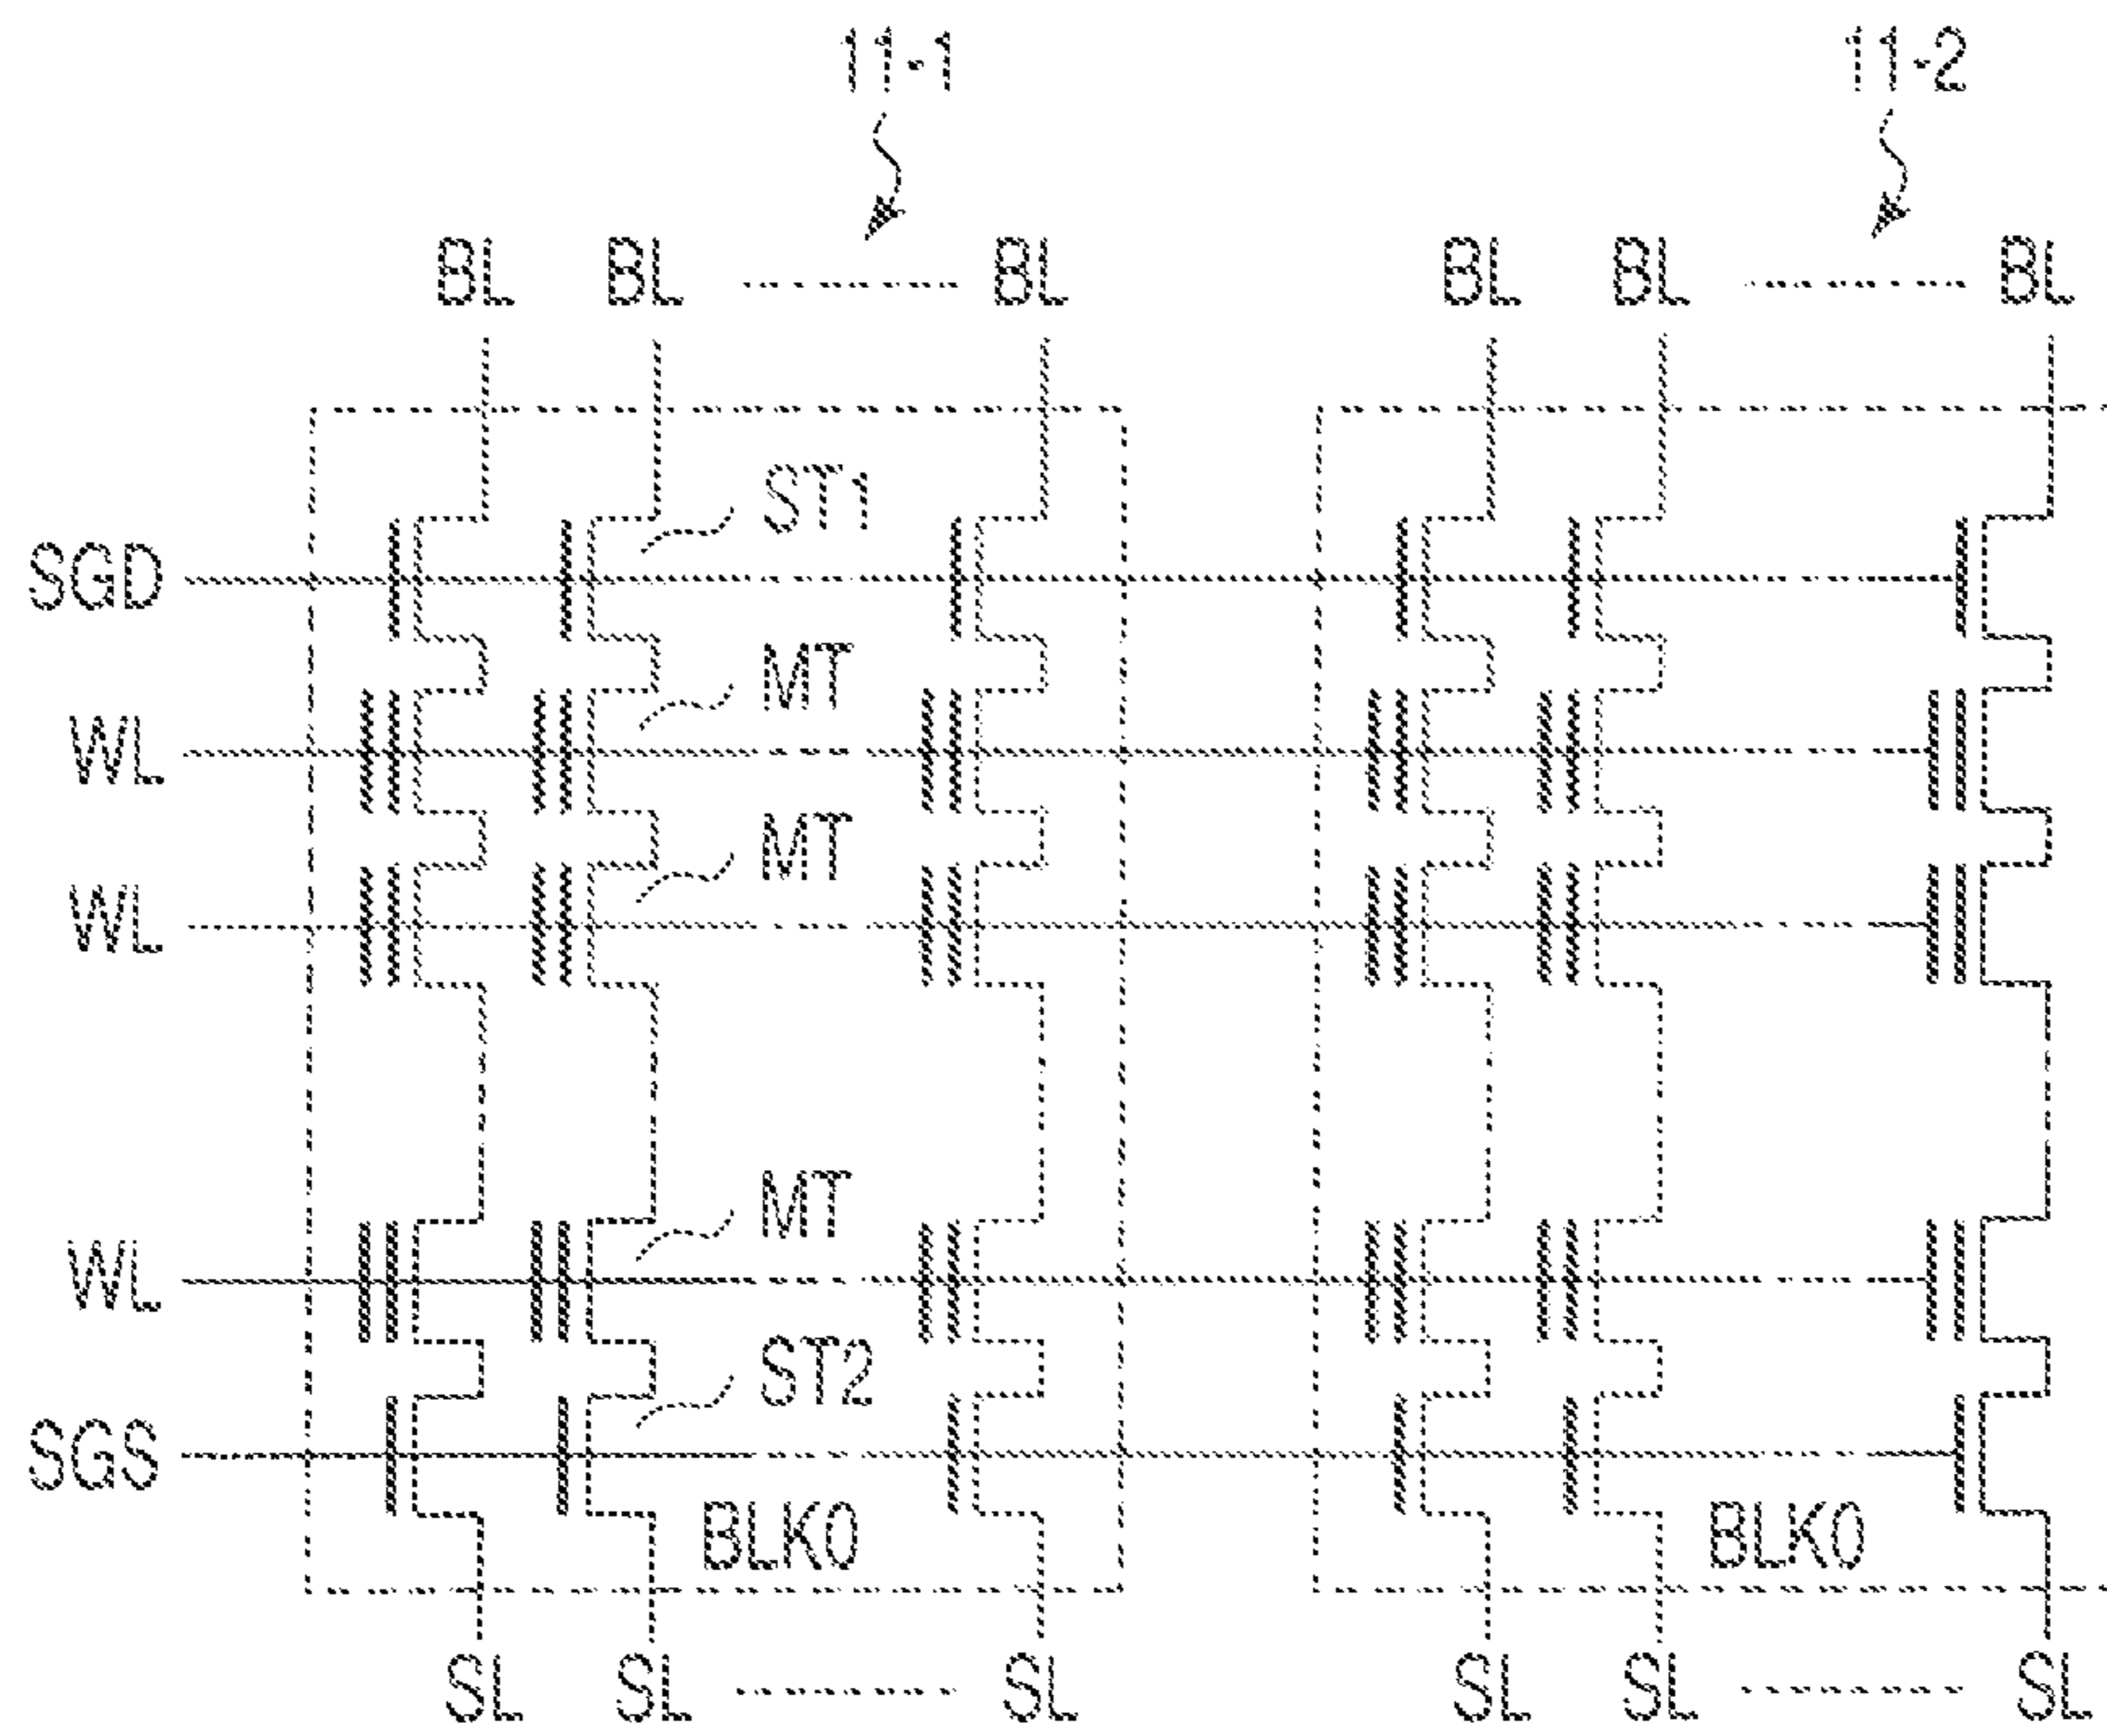 11-1 11-2
BL BL BL BL BL BL
ST1
SGD
MT
WL
MT
WL
MT
WL
ST2
SGS
BLK0 BLK0
SL SL SL SL SL SL